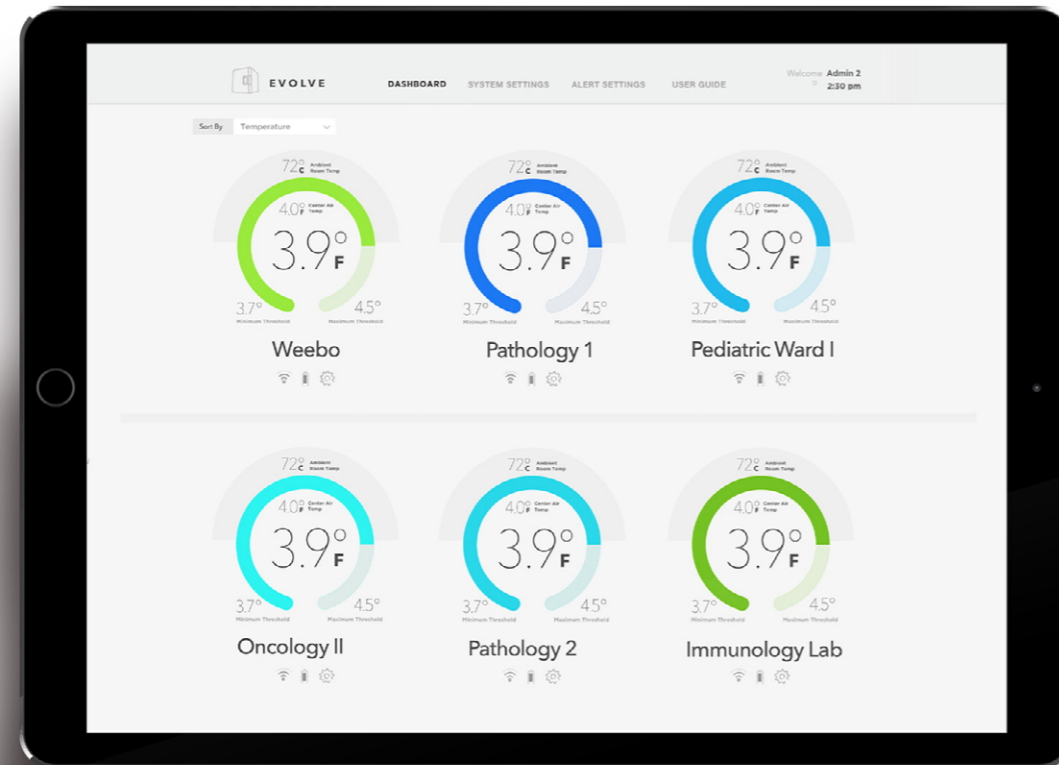 EVOLVE
DASHBOARD SYSTEM SETTINGS ALERT SETTINGS USER GUIDE
Welcome Admin 2
2:30 pm
Sort By Temperature
72° C Ambient Room Temp
4.0° F Center Air Temp
3.9° F
3.7° Minimum Threshold
4.5° Maximum Threshold
Weebo
72° C Ambient Room Temp
4.0° F Center Air Temp
3.9° F
3.7° Minimum Threshold
4.5° Maximum Threshold
Pathology 1
72° C Ambient Room Temp
4.0° F Center Air Temp
3.9° F
3.7° Minimum Threshold
4.5° Maximum Threshold
Pediatric Ward I
72° C Ambient Room Temp
4.0° F Center Air Temp
3.9° F
3.7° Minimum Threshold
4.5° Maximum Threshold
Oncology II
72° C Ambient Room Temp
4.0° F Center Air Temp
3.9° F
3.7° Minimum Threshold
4.5° Maximum Threshold
Pathology 2
72° C Ambient Room Temp
4.0° F Center Air Temp
3.9° F
3.7° Minimum Threshold
4.5° Maximum Threshold
Immunology Lab